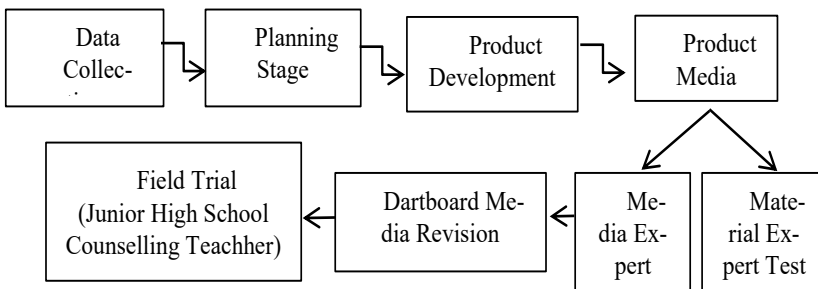 Data
Collec-
Planning
Stage
Product
Development
Product
Media
Field Trial
(Junior High School
Counselling Teachher)
Dartboard Me-
dia Revision
Me-
dia Ex-
pert
Mate-
rial Ex-
pert Test